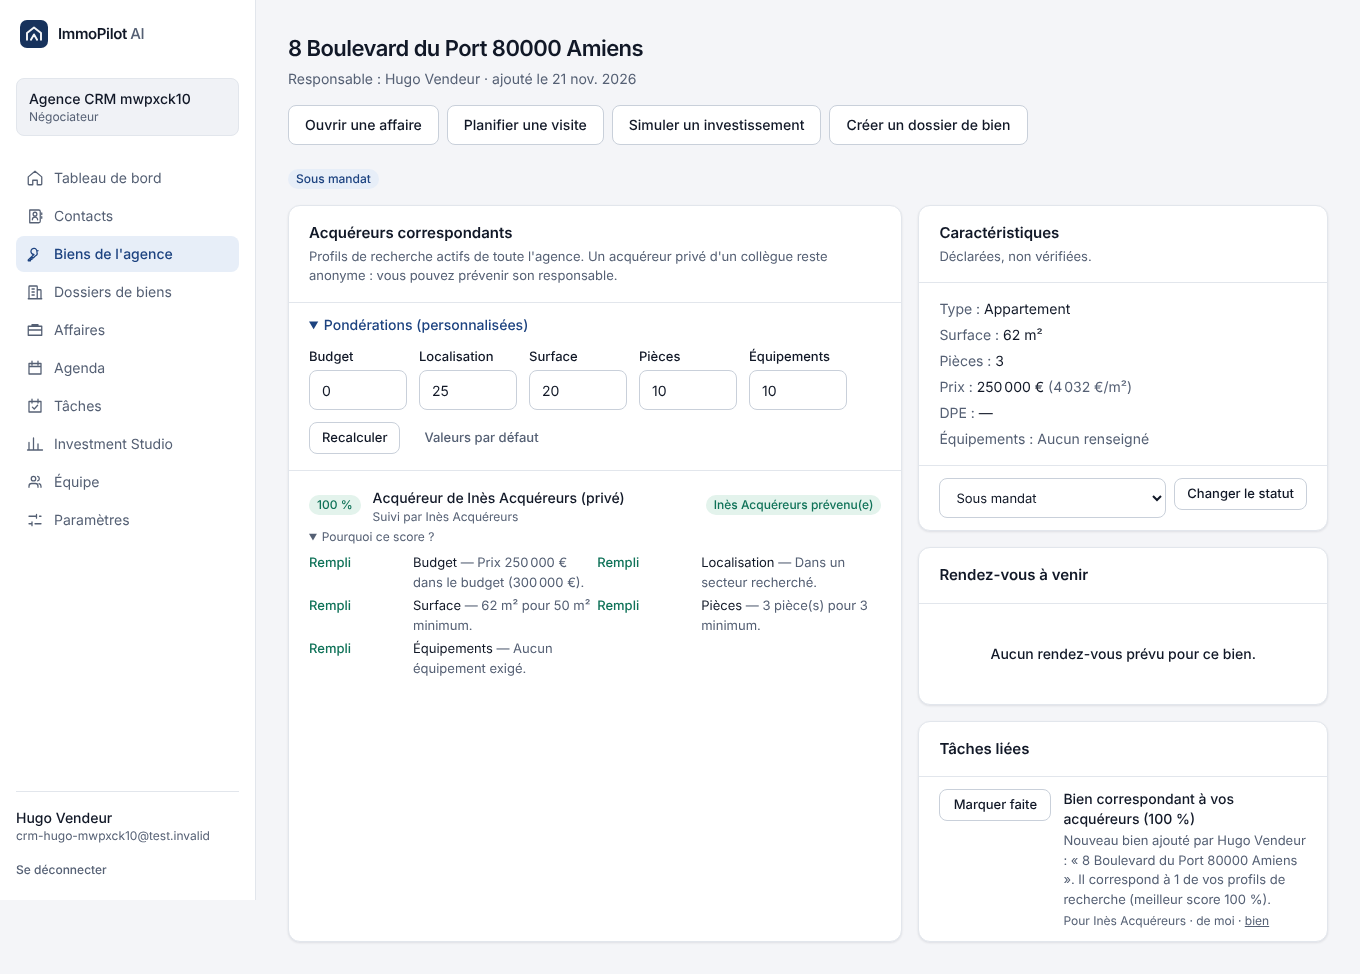 ImmoPilot AI
Agence CRM mwpxck10
Négociateur
Tableau de bord
Contacts
Biens de l'agence
Dossiers de biens
Affaires
Agenda
Tâches
Investment Studio
Équipe
Paramètres
Hugo Vendeur
crm-hugo-mwpxck10@test.invalid
Se déconnecter
8 Boulevard du Port 80000 Amiens
Responsable : Hugo Vendeur · ajouté le 21 nov. 2026
Ouvrir une affaire
Planifier une visite
Simuler un investissement
Créer un dossier de bien
Sous mandat
Acquéreurs correspondants
Profils de recherche actifs de toute l'agence. Un acquéreur privé d'un collègue reste
anonyme : vous pouvez prévenir son responsable.
▼ Pondérations (personnalisées)
Budget Localisation Surface Pièces Équipements
0 25 20 10 10
Recalculer Valeurs par défaut
100 % Acquéreur de Inès Acquéreurs (privé) Inès Acquéreurs prévenu(e)
Suivi par Inès Acquéreurs
▼ Pourquoi ce score ?
Rempli Budget — Prix 250 000 €
dans le budget (300 000 €).
Rempli Localisation — Dans un
secteur recherché.
Rempli Surface — 62 m² pour 50 m²
minimum.
Rempli Pièces — 3 pièce(s) pour 3
minimum.
Rempli Équipements — Aucun
équipement exigé.
Caractéristiques
Déclarées, non vérifiées.
Type : Appartement
Surface : 62 m²
Pièces : 3
Prix : 250 000 € (4 032 €/m²)
DPE : —
Équipements : Aucun renseigné
Sous mandat Changer le statut
Rendez-vous à venir
Aucun rendez-vous prévu pour ce bien.
Tâches liées
Marquer faite
Bien correspondant à vos
acquéreurs (100 %)
Nouveau bien ajouté par Hugo Vendeur
: « 8 Boulevard du Port 80000 Amiens
». Il correspond à 1 de vos profils de
recherche (meilleur score 100 %).
Pour Inès Acquéreurs · de moi · bien